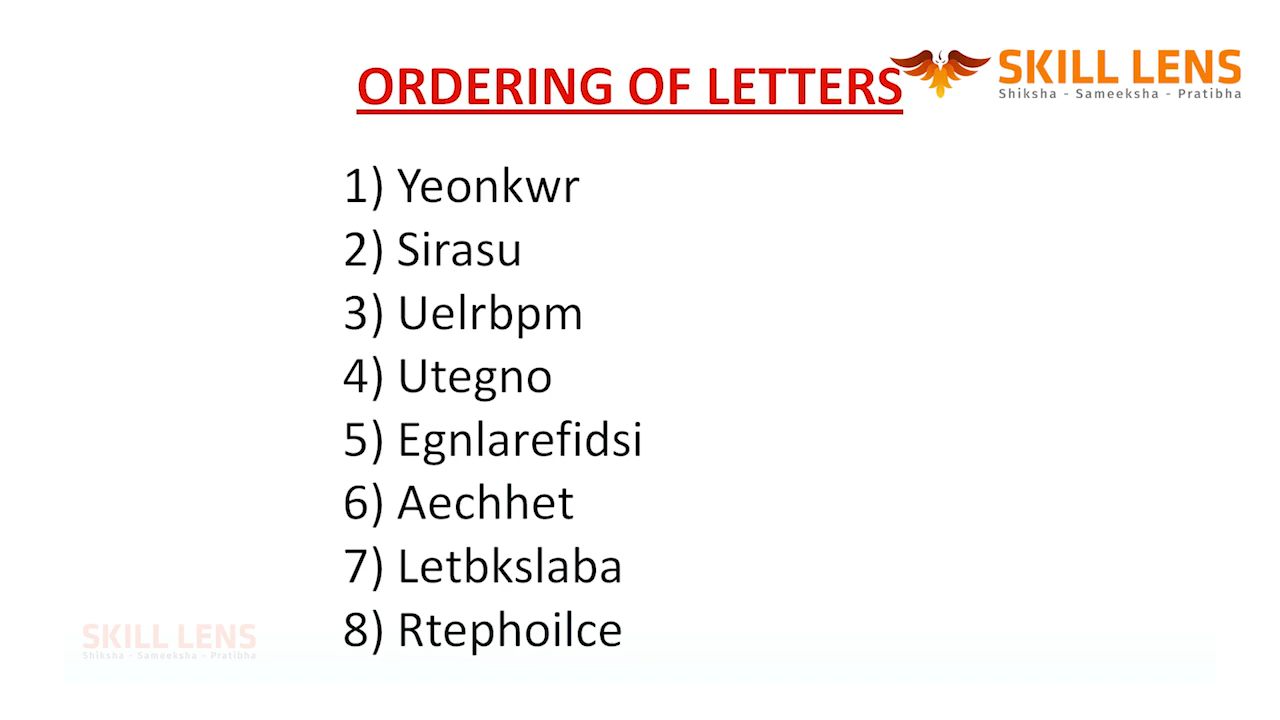 ORDERING OF LETTERS
SKILL LENS
Shiksha - Sameeksha - Pratibha
1) Yeonkwr
2) Sirasu
3) Uelrbpm
4) Utegno
5) Egnlarefidsi
6) Aechhet
7) Letbkslaba
8) Rtephoilce
SKILL LENS
Shiksha - Sameeksha - Pratibha